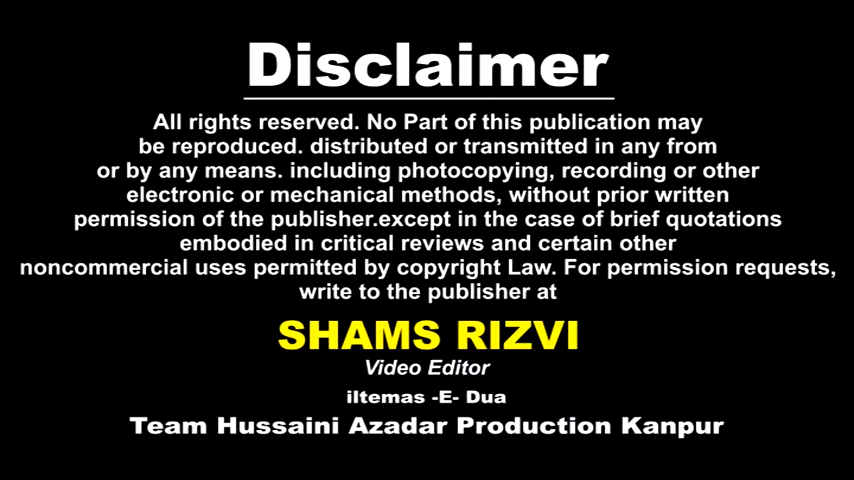 Disclaimer
All rights reserved. No Part of this publication may
be reproduced. distributed or transmitted in any from
or by any means. including photocopying, recording or other
electronic or mechanical methods, without prior written
permission of the publisher.except in the case of brief quotations
embodied in critical reviews and certain other
noncommercial uses permitted by copyright Law. For permission requests,
write to the publisher at
SHAMS RIZVI
Video Editor
iltemas -E- Dua
Team Hussaini Azadar Production Kanpur